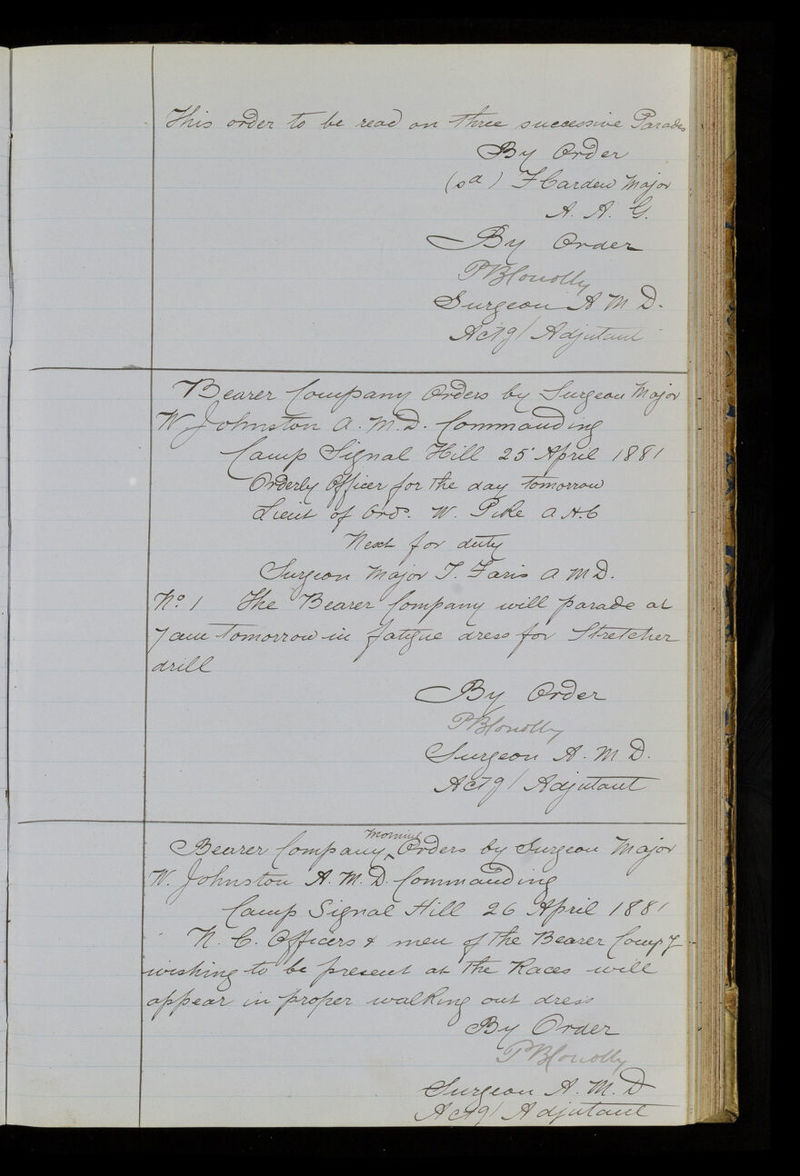 This order to be read on three successive Parades
By Order
(sd) F Cardew Major
A. A. G.
By Order
PBConolly
Surgeon A M D.
Actg/ Adjutant
Bearer Company Orders by Surgeon Major
W Johnston A. M. D. Commanding
Camp Signal Hill 25 April 1881
Orderly Officer for the day tomorrow
Lieut of Ords. W. Pike A H C
Next for duty
Surgeon Major T. Faris A M D.
No. 1 The Bearer Company will parade at
7 am tomorrow in fatigue dress for Stretcher
drill
By Order
PBConolly
Surgeon A. M. D.
Actg/ Adjutant
Bearer Company morning Orders by Surgeon Major
W. Johnston A. M. D. Commanding
Camp Signal Hill 26 April 1881
N. C. Officers & men of the Bearer Compy
wishing to be present at the Races will
appear in proper walking out dress
By Order
PBConolly
Surgeon A. M. D
Actg/ Adjutant